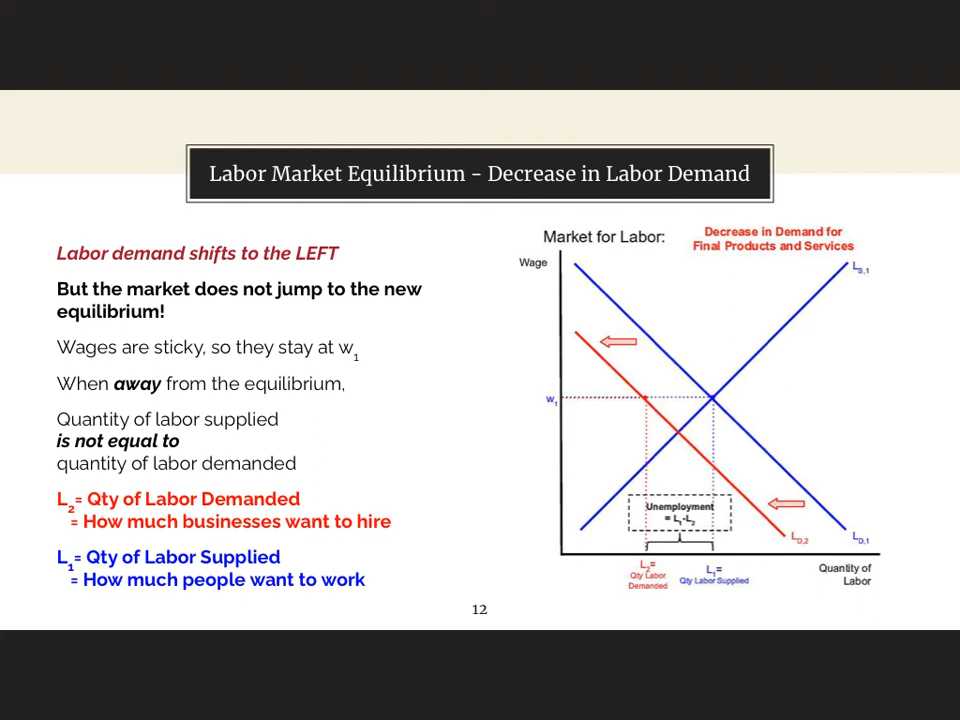 Labor Market Equilibrium - Decrease in Labor Demand
Labor demand shifts to the LEFT
But the market does not jump to the new
equilibrium!
Wages are sticky, so they stay at w1
When away from the equilibrium,
Quantity of labor supplied
is not equal to
quantity of labor demanded
L2= Qty of Labor Demanded
= How much businesses want to hire
L1= Qty of Labor Supplied
= How much people want to work
Market for Labor:
Decrease in Demand for
Final Products and Services
Wage
LS,1
w1
Unemployment
= L1-L2
LD,2
LD,1
L2=
Qty Labor
Demanded
L1=
Qty Labor Supplied
Quantity of
Labor
12